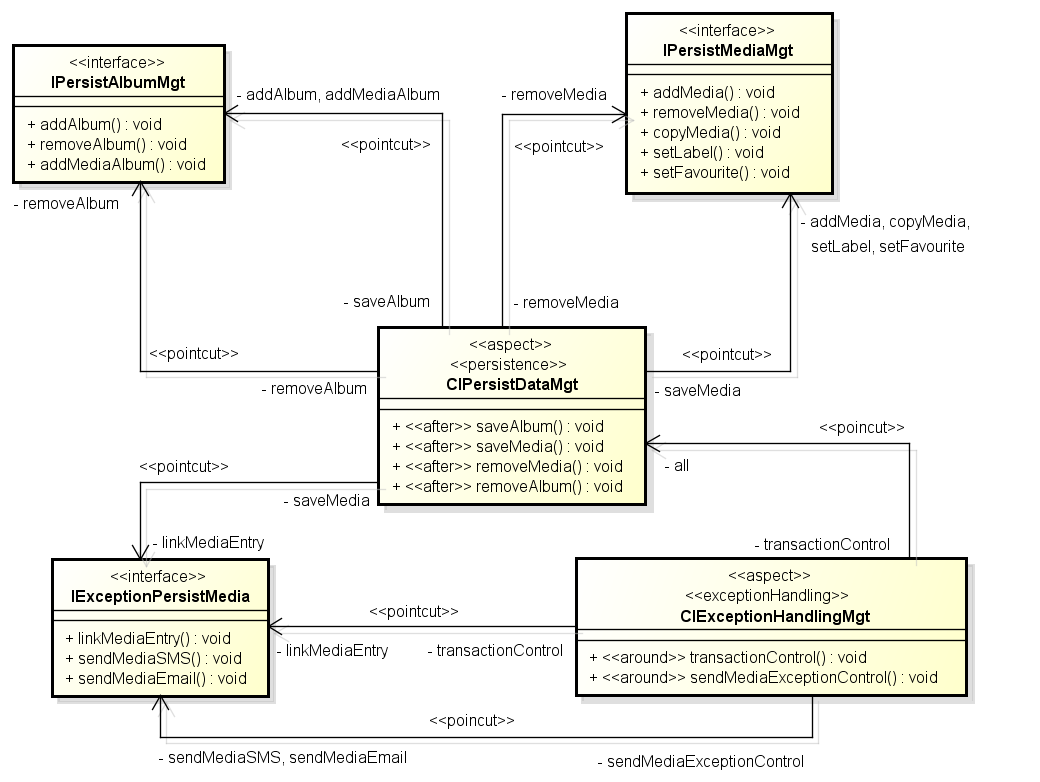 <<interface>>
IPersistAlbumMgt
+ addAlbum() : void
+ removeAlbum() : void
+ addMediaAlbum() : void
<<interface>>
IPersistMediaMgt
+ addMedia() : void
+ removeMedia() : void
+ copyMedia() : void
+ setLabel() : void
+ setFavourite() : void
- addAlbum, addMediaAlbum
<<pointcut>>
- saveAlbum
- removeMedia
<<pointcut>>
- removeMedia
- removeAlbum
<<pointcut>>
- removeAlbum
- addMedia, copyMedia,
setLabel, setFavourite
<<pointcut>>
- saveMedia
<<aspect>>
<<persistence>>
CIPersistDataMgt
+ <<after>> saveAlbum() : void
+ <<after>> saveMedia() : void
+ <<after>> removeMedia() : void
+ <<after>> removeAlbum() : void
<<poincut>>
- all
- transactionControl
<<pointcut>>
- saveMedia
- linkMediaEntry
<<interface>>
IExceptionPersistMedia
+ linkMediaEntry() : void
+ sendMediaSMS() : void
+ sendMediaEmail() : void
<<pointcut>>
- linkMediaEntry
- transactionControl
<<aspect>>
<<exceptionHandling>>
CIExceptionHandlingMgt
+ <<around>> transactionControl() : void
+ <<around>> sendMediaExceptionControl() : void
<<poincut>>
- sendMediaSMS, sendMediaEmail
- sendMediaExceptionControl